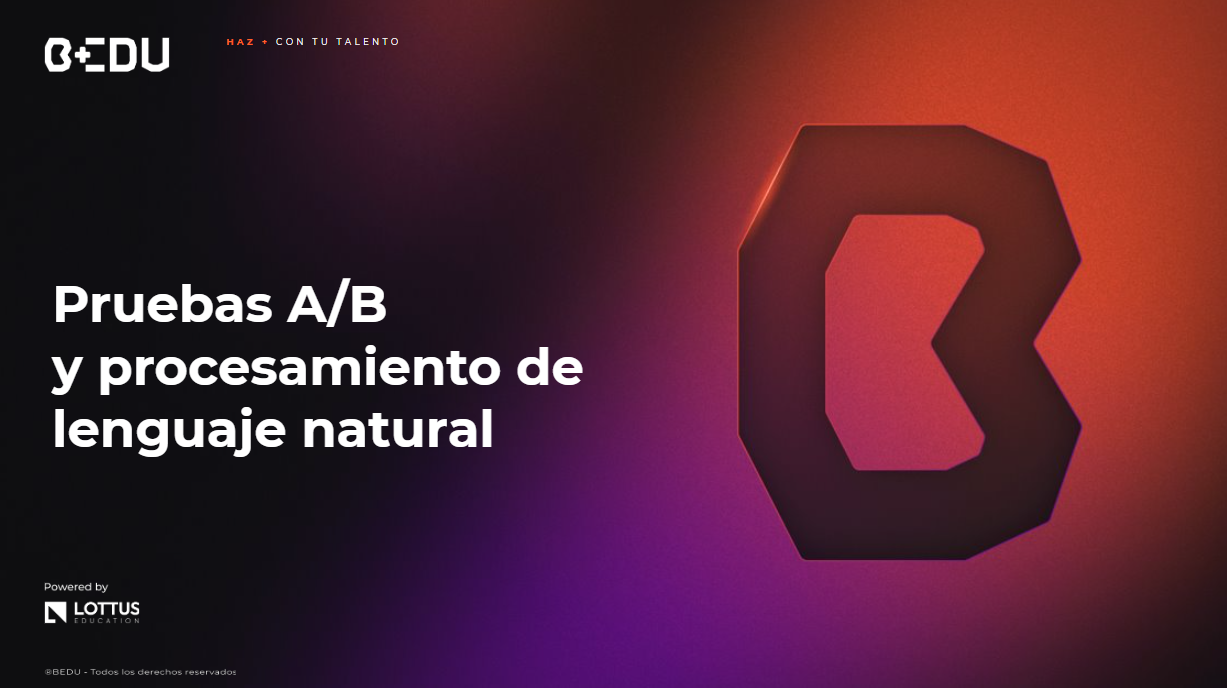 B+EDU
HAZ + CON TU TALENTO
Pruebas A/B
y procesamiento de
lenguaje natural
Powered by
LOTTUS
EDUCATION
©BEDU - Todos los derechos reservados